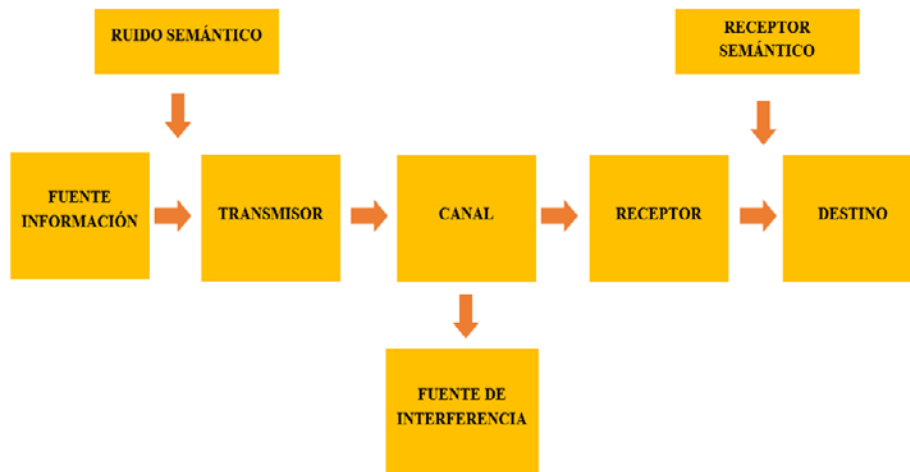 RUIDO SEMÁNTICO
RECEPTOR
SEMÁNTICO
FUENTE
INFORMACIÓN
TRANSMISOR
CANAL
RECEPTOR
DESTINO
FUENTE DE
INTERFERENCIA